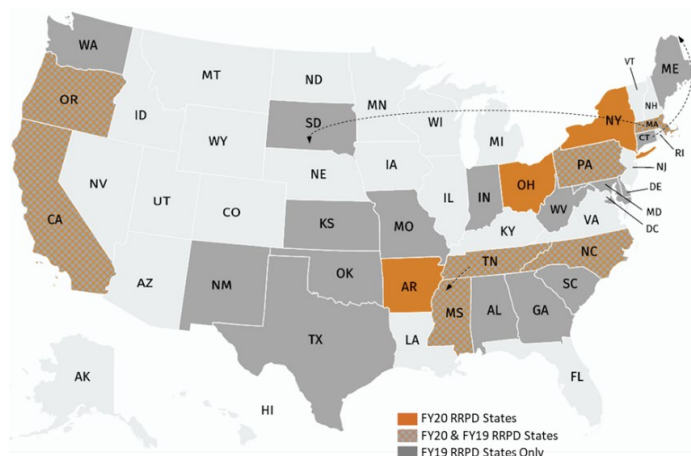 WA
MT
ND
ME
VT
OR
MN
NH
ID
SD
WI
NY
MA
CT
RI
WY
MI
IA
PA
NJ
NE
NV
OH
DE
UT
IL
IN
MD
CO
WV
DC
CA
KS
MO
KY
VA
TN
NC
AZ
NM
OK
AR
SC
MS
AL
GA
TX
LA
AK
FL
HI
FY20 RRPD States
FY20 & FY19 RRPD States
FY19 RRPD States Only